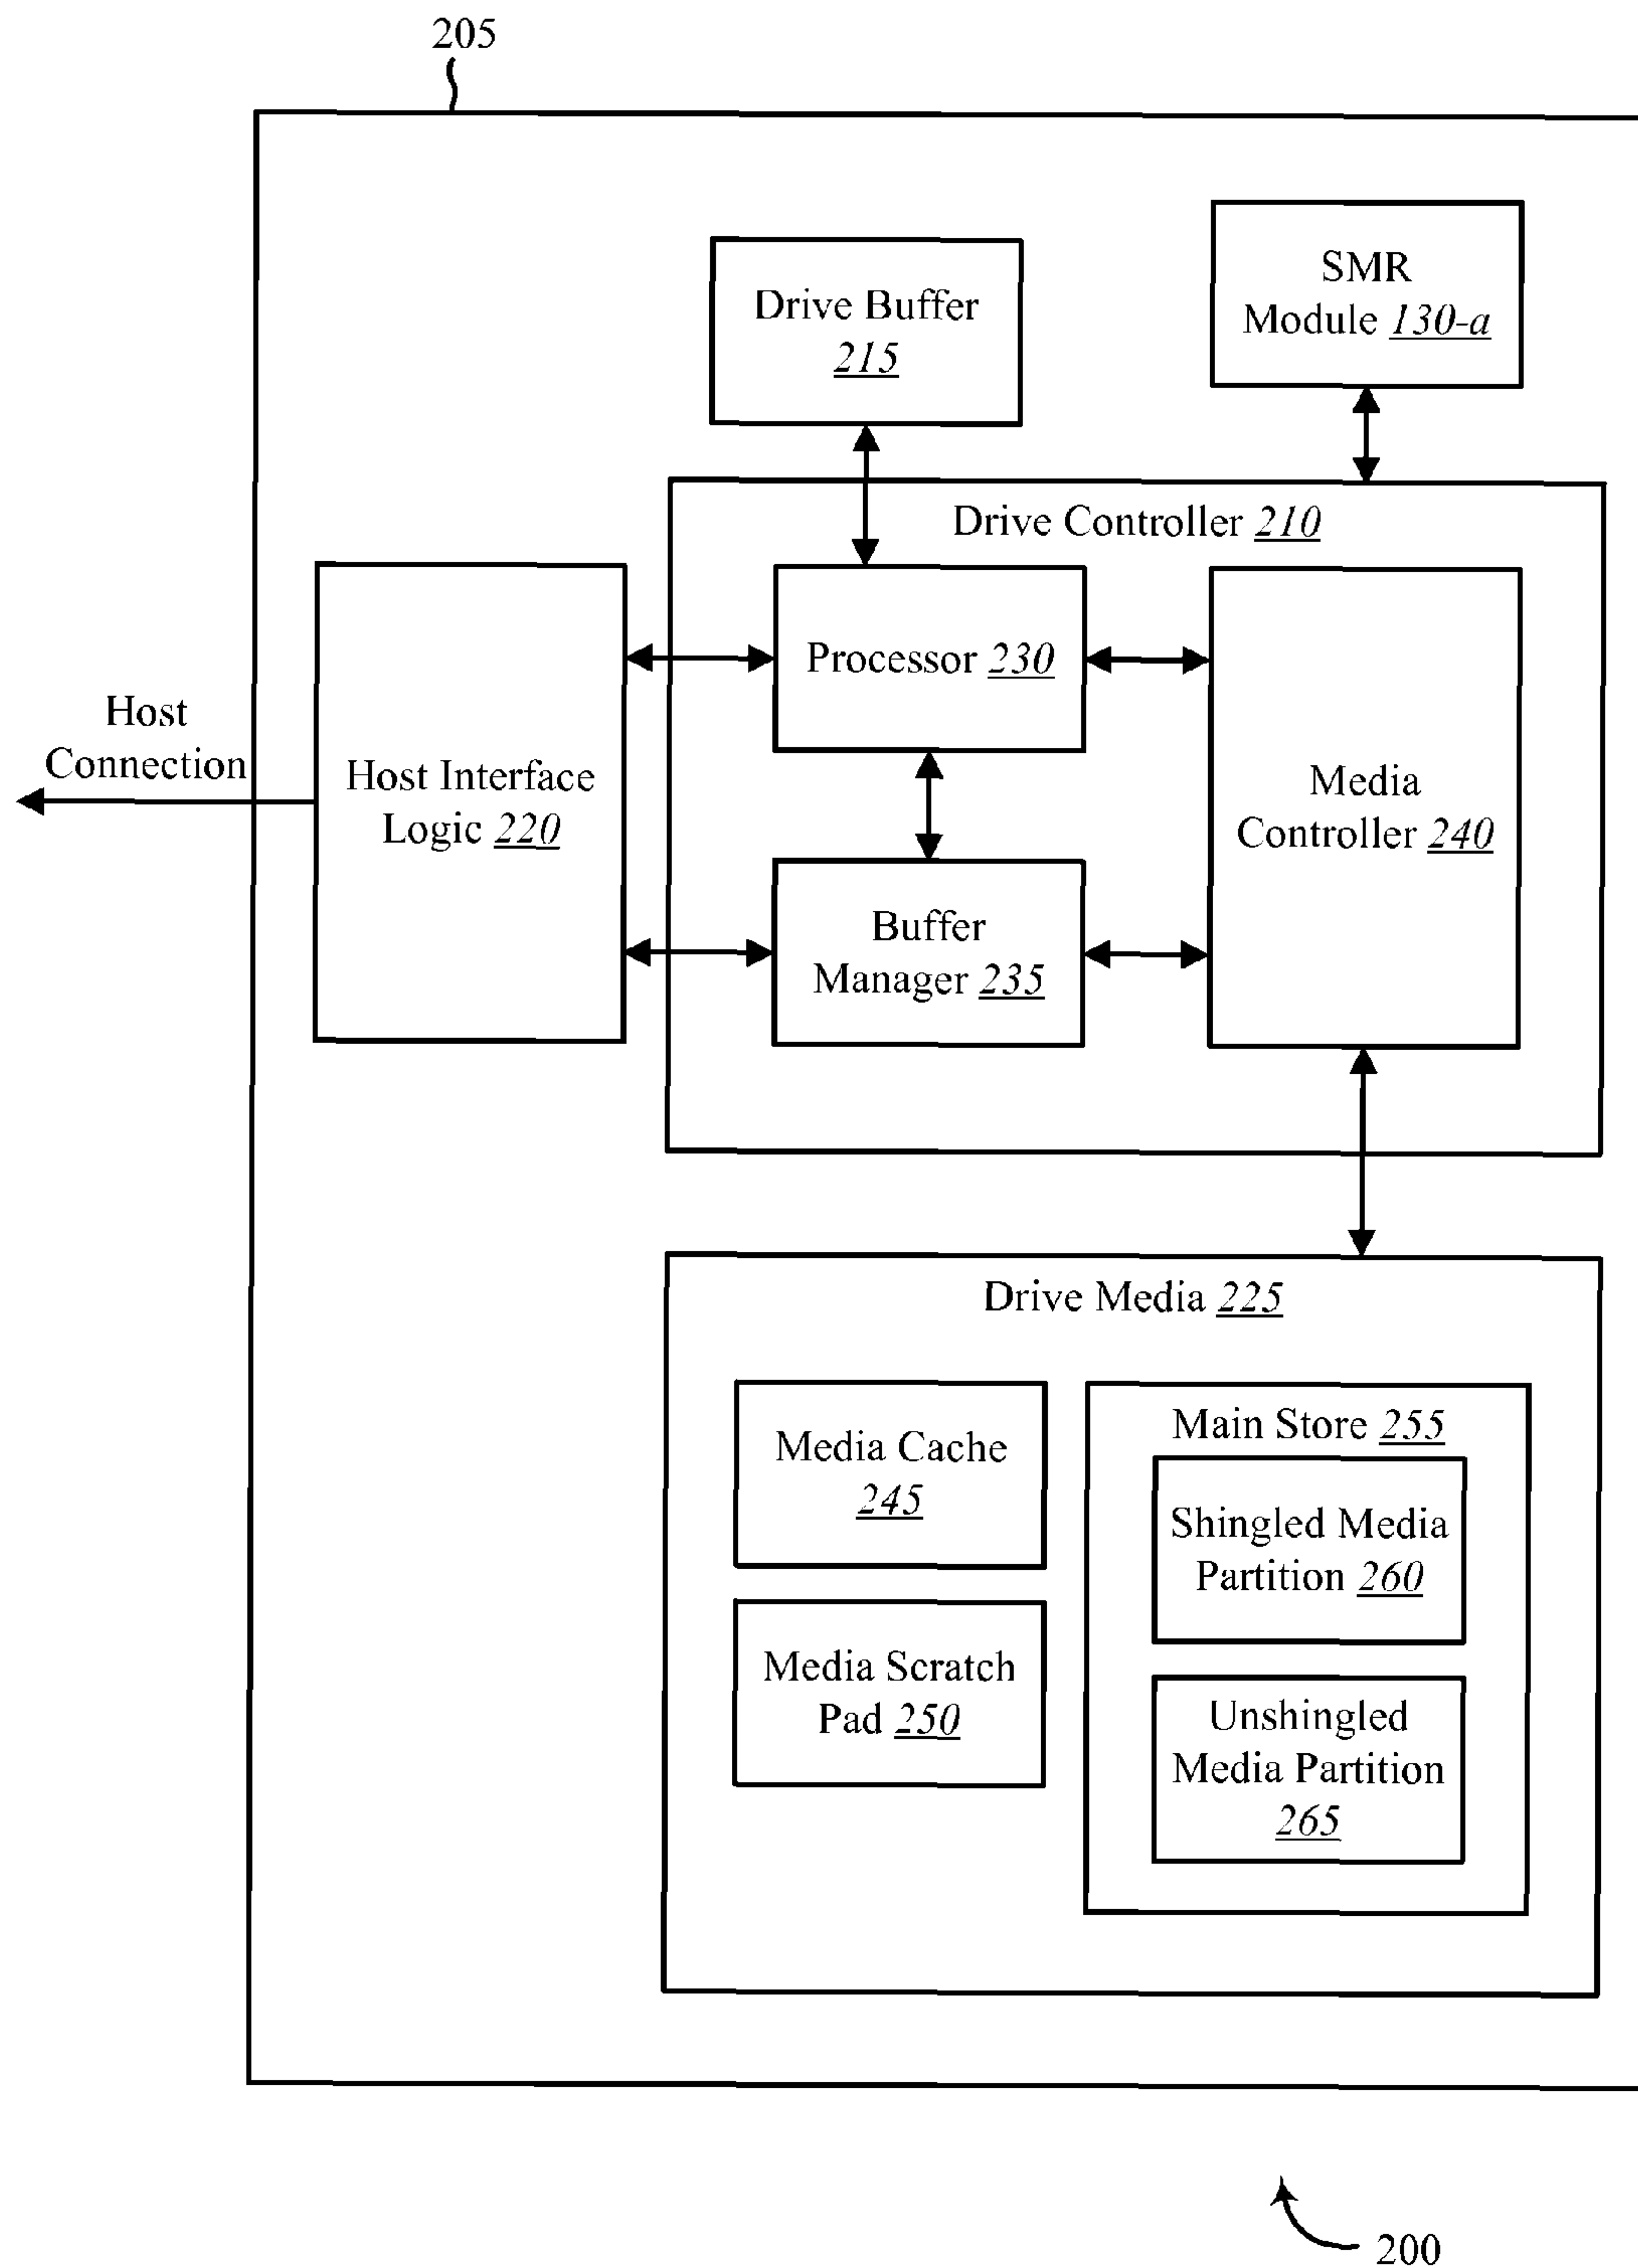 205
SMR
Module 130-a
Drive Buffer
215
Drive Controller 210
Processor 230
Host
Connection
Host Interface
Logic 220
Media
Controller 240
Buffer
Manager 235
Drive Media 225
Media Cache
245
Main Store 255
Shingled Media
Partition 260
Media Scratch
Pad 250
Unshingled
Media Partition
265
200